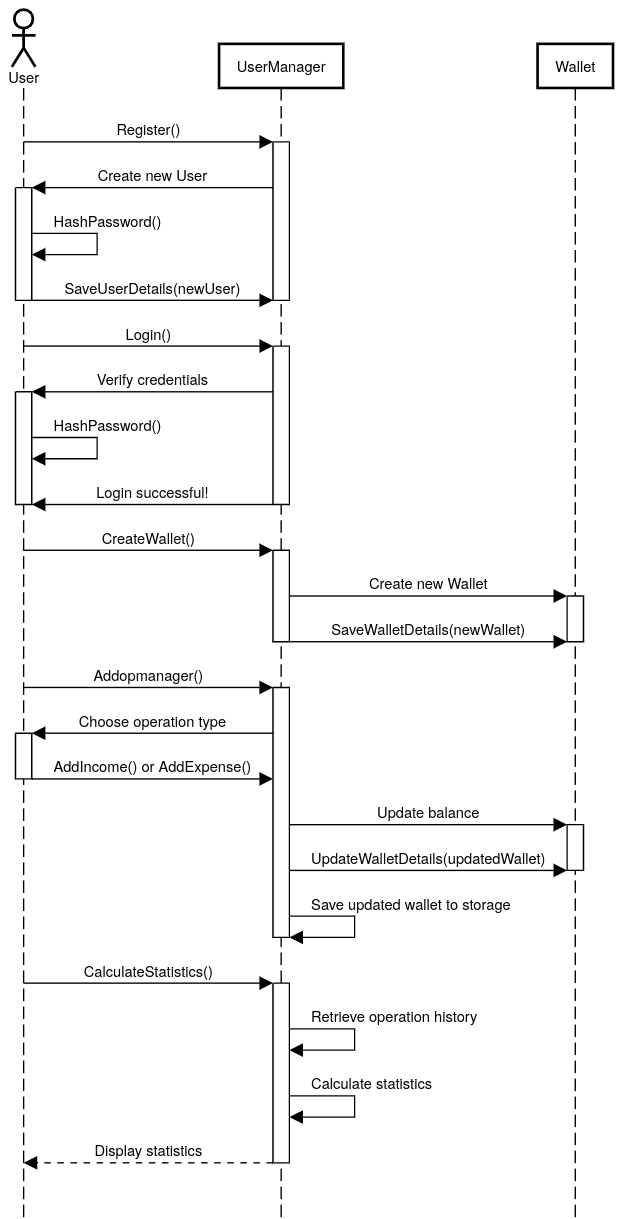 User
UserManager
Wallet
Register()
Create new User
HashPassword()
SaveUserDetails(newUser)
Login()
Verify credentials
HashPassword()
Login successful!
CreateWallet()
Create new Wallet
SaveWalletDetails(newWallet)
Addopmanager()
Choose operation type
AddIncome() or AddExpense()
Update balance
UpdateWalletDetails(updatedWallet)
Save updated wallet to storage
CalculateStatistics()
Retrieve operation history
Calculate statistics
Display statistics